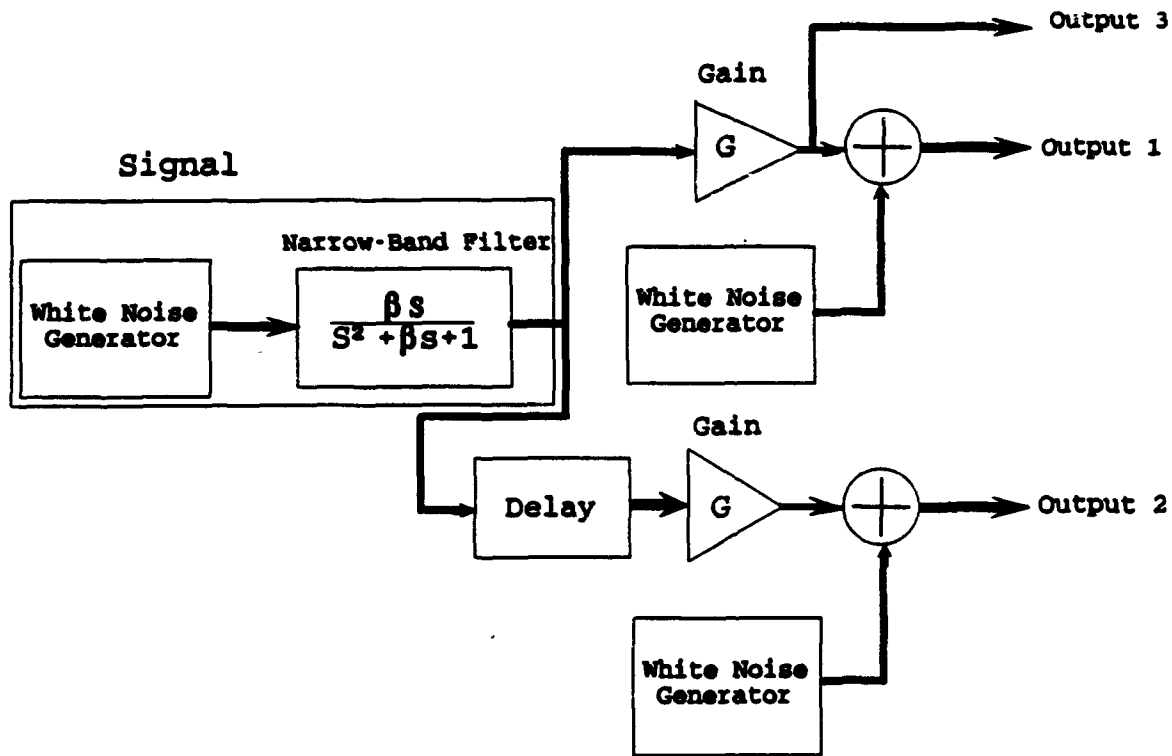 Output 3
Gain
G
Output 1
Signal
Narrow-Band Filter
White Noise
Generator
βs
S² +βs+1
White Noise
Generator
Gain
Delay
G
Output 2
White Noise
Generator